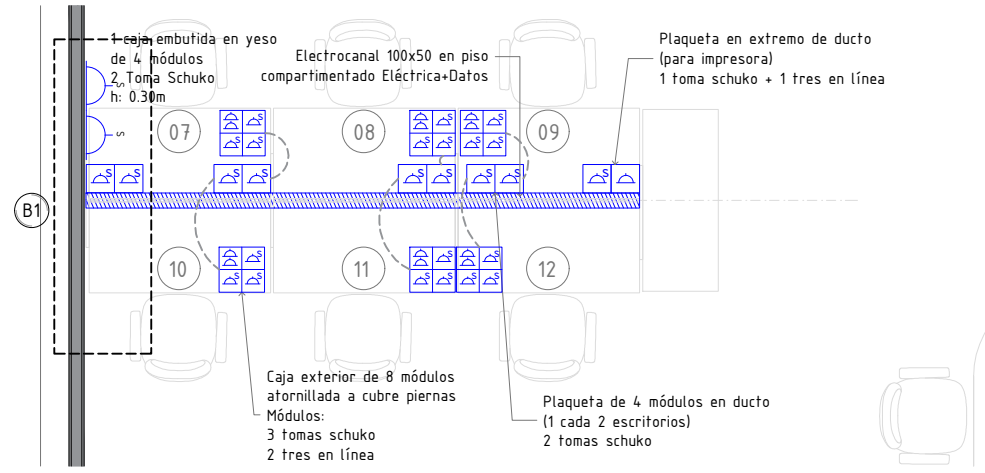 1 caja embutida en yeso
de 4 módulos
2 Toma Schuko
h: 0.30m
Electrocanal 100x50 en piso
compartimentado Eléctrica+Datos
Plaqueta en extremo de ducto
(para impresora)
1 toma schuko + 1 tres en línea
S
S
07
S
S
S
08
S
S
S
S
S
S
09
S
S
S
S
S
S
S
S
S
B1
10
S
S
S
11
S
S
S
S
S
S
12
Caja exterior de 8 módulos
atornillada a cubre piernas
Módulos:
3 tomas schuko
2 tres en línea
Plaqueta de 4 módulos en ducto
(1 cada 2 escritorios)
2 tomas schuko